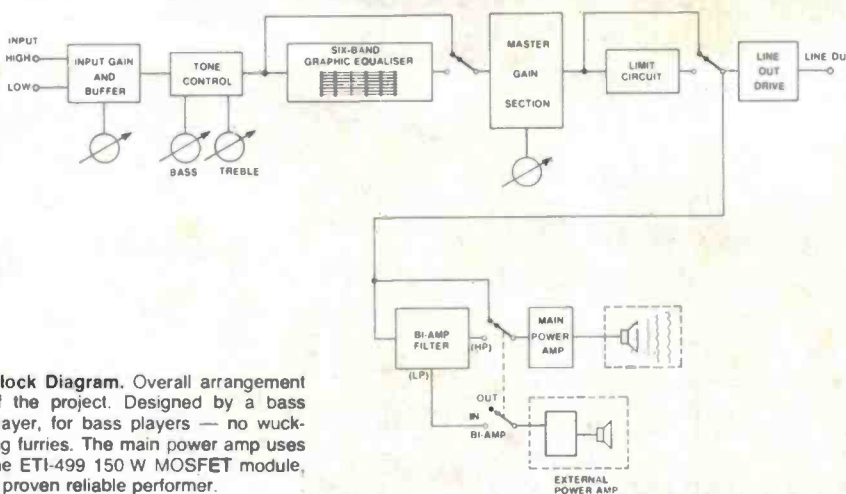 INPUT
HIGH
LOW
INPUT GAIN
AND
BUFFER
TONE
CONTROL
BASS
TREBLE
SIX-BAND
GRAPHIC EQUALISER
MASTER
GAIN
SECTION
LIMIT
CIRCUIT
LINE
OUT
DRIVE
LINE OU
BI-AMP
FILTER
(HP)
(LP)
MAIN
POWER
AMP
OUT
IN
BI-AMP
EXTERNAL
POWER AMP
lock Diagram. Overall arrangement
f the project. Designed by a bass
ayer, for bass players — no wuck-
ng furries. The main power amp uses
ne ETI-499 150 W MOSFET module,
proven reliable performer.